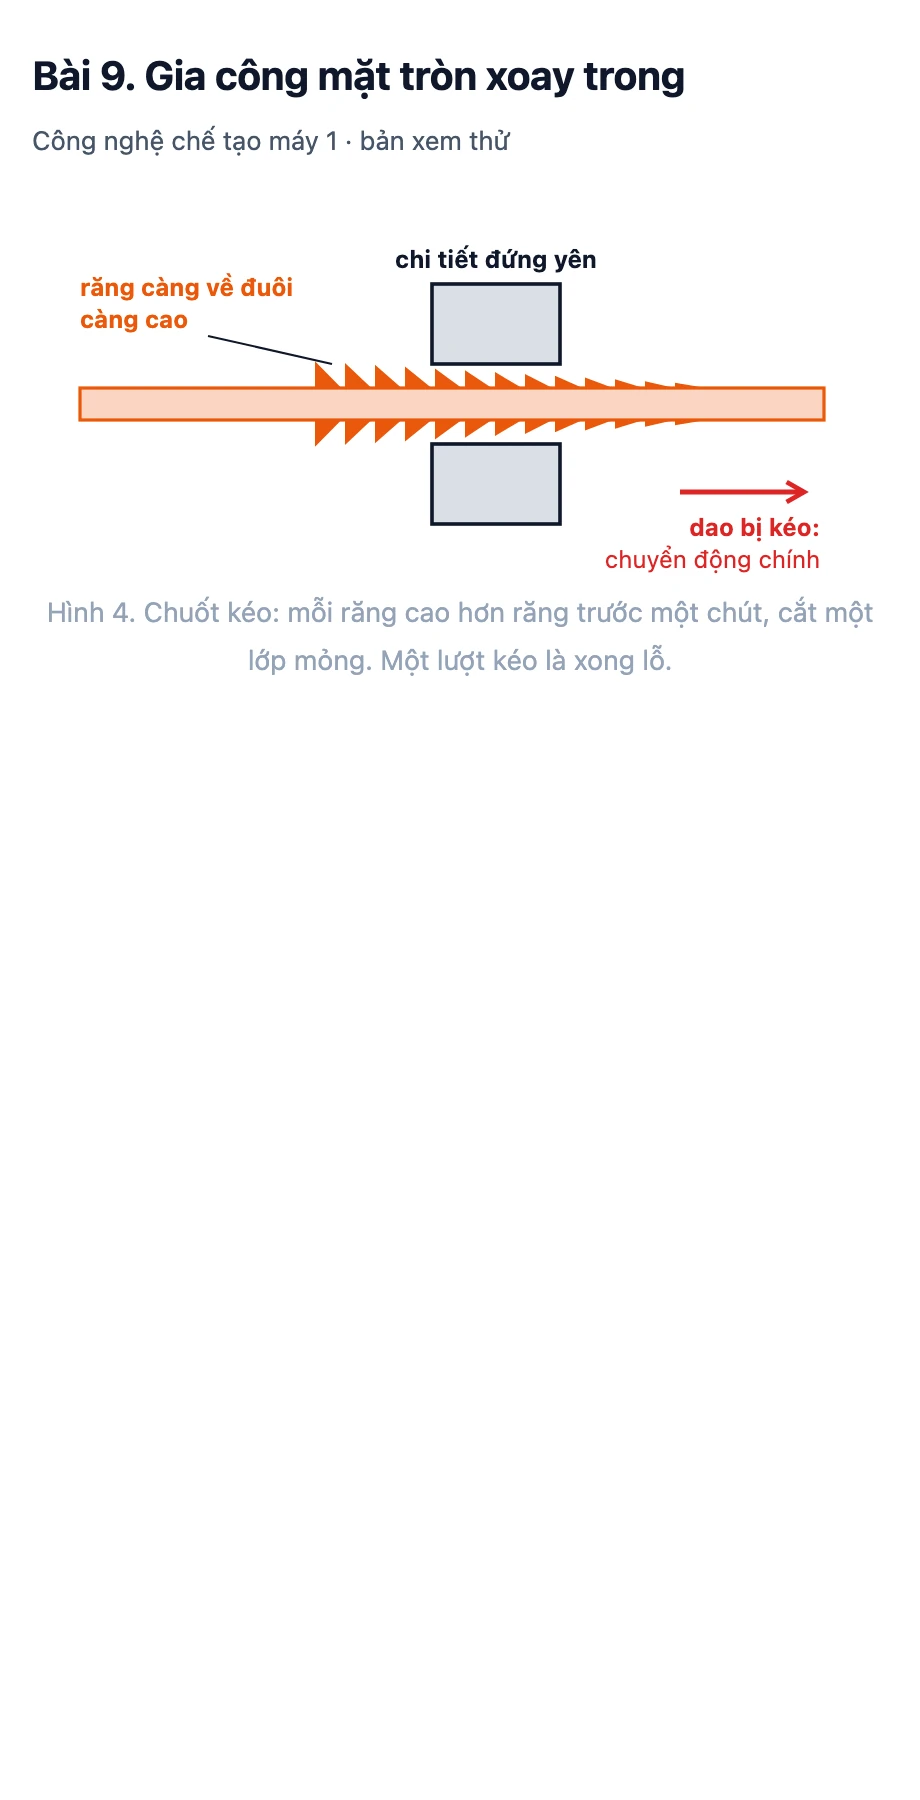 Bài 9. Gia công mặt tròn xoay trong
Công nghệ chế tạo máy 1 · bản xem thử
chi tiết đứng yên
răng càng về đuôi
càng cao
dao bị kéo:
chuyển động chính
Hình 4. Chuốt kéo: mỗi răng cao hơn răng trước một chút, cắt một
lớp mỏng. Một lượt kéo là xong lỗ.